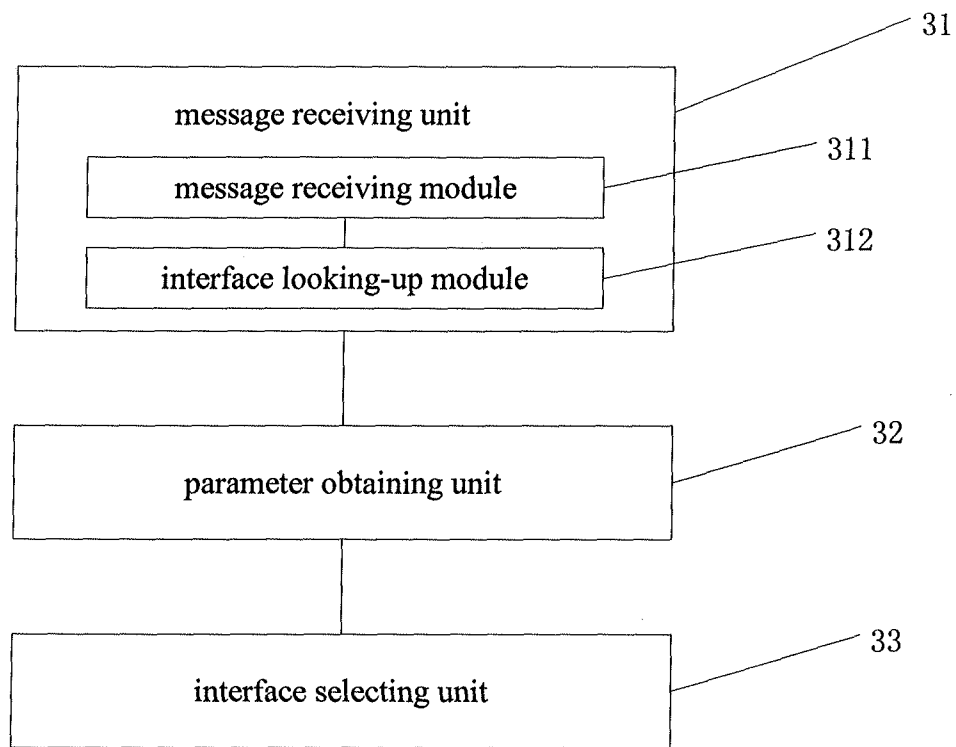 31
message receiving unit
311
message receiving module
312
interface looking-up module
32
parameter obtaining unit
33
interface selecting unit